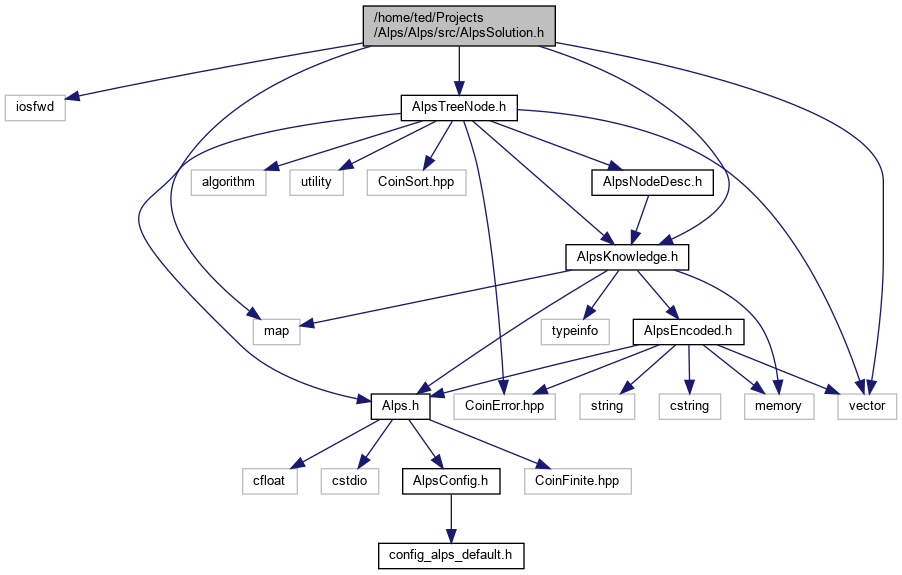 /home/ted/Projects
/Alps/Alps/src/AlpsSolution.h
iosfwd
AlpsTreeNode.h
algorithm
utility
CoinSort.hpp
AlpsNodeDesc.h
AlpsKnowledge.h
map
typeinfo
AlpsEncoded.h
Alps.h
CoinError.hpp
string
cstring
memory
vector
cfloat
cstdio
AlpsConfig.h
CoinFinite.hpp
config_alps_default.h